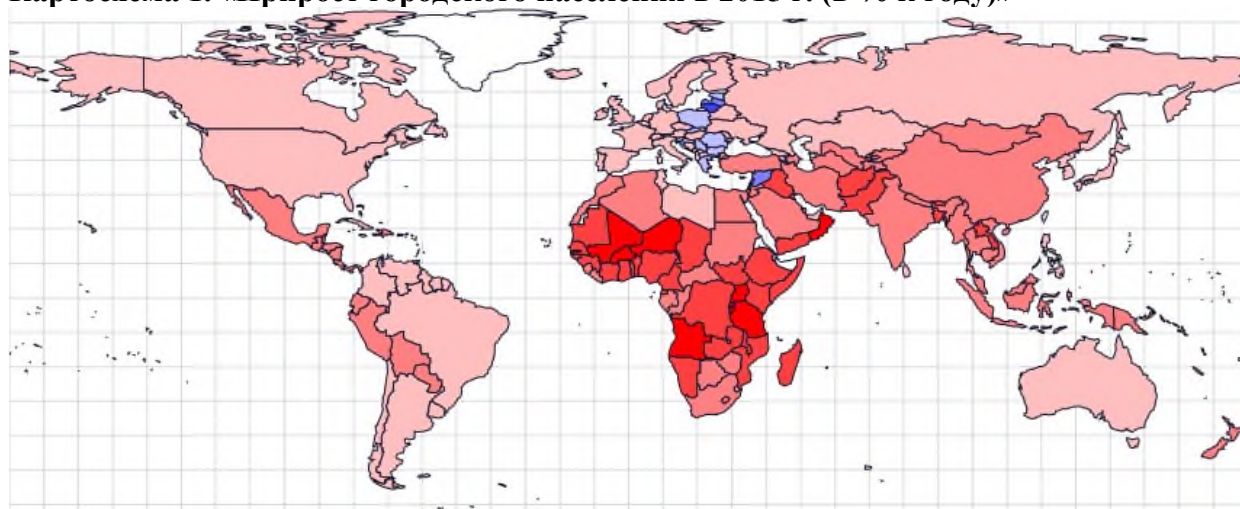 Картосхема 1. «Прирост городского населения в 2015 г. (в % к году)»